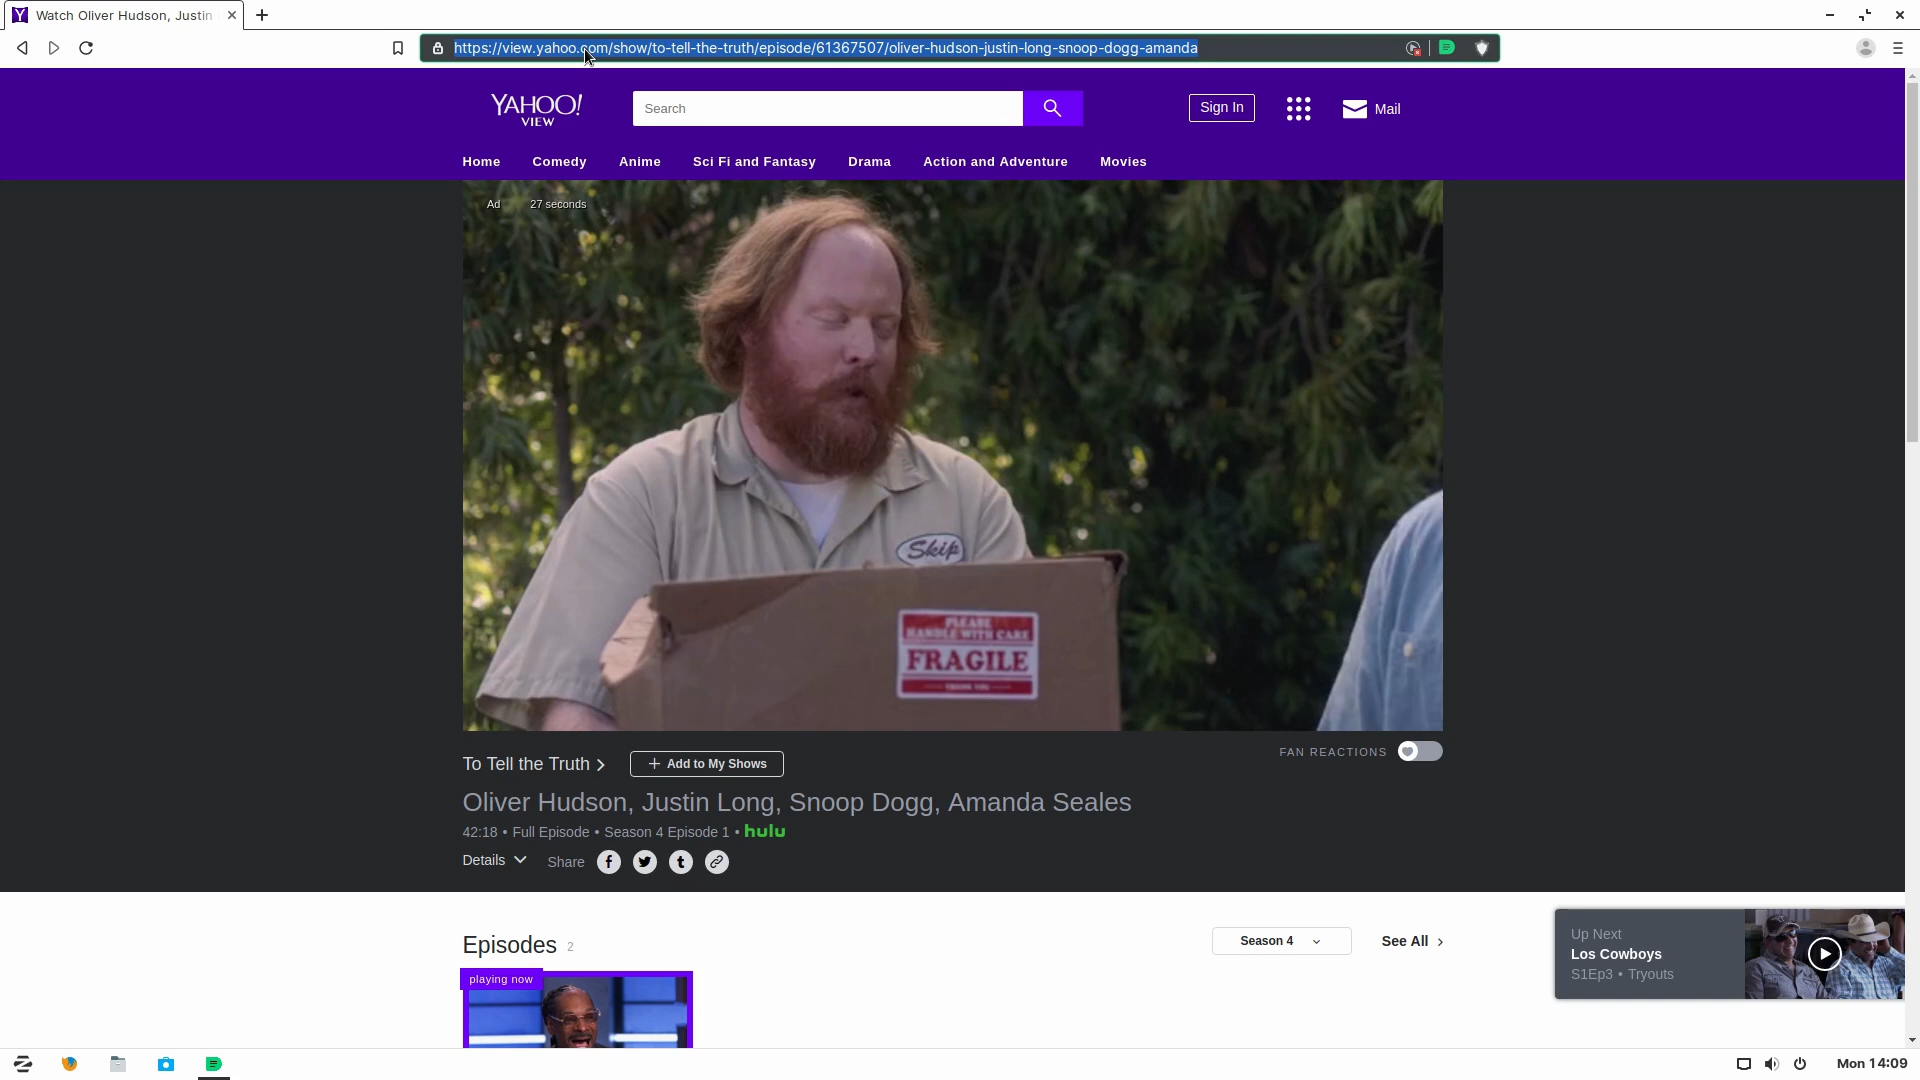 Watch Oliver Hudson, Justin
https://view.yahoo.com/show/to-tell-the-truth/episode/61367507/oliver-hudson-justin-long-snoop-dogg-amanda
YAHOO!
VIEW
Search
Sign In
Mail
Home
Comedy
Anime
Sci Fi and Fantasy
Drama
Action and Adventure
Movies
Ad
27 seconds
Skip
PLEASE
HANDLE WITH CARE
FRAGILE
THANK YOU
To Tell the Truth
Add to My Shows
FAN REACTIONS
Oliver Hudson, Justin Long, Snoop Dogg, Amanda Seales
42:18 • Full Episode • Season 4 Episode 1 • hulu
Details
Share
Episodes 2
Season 4
See All
playing now
Up Next
Los Cowboys
S1Ep3 • Tryouts
Mon 14:09